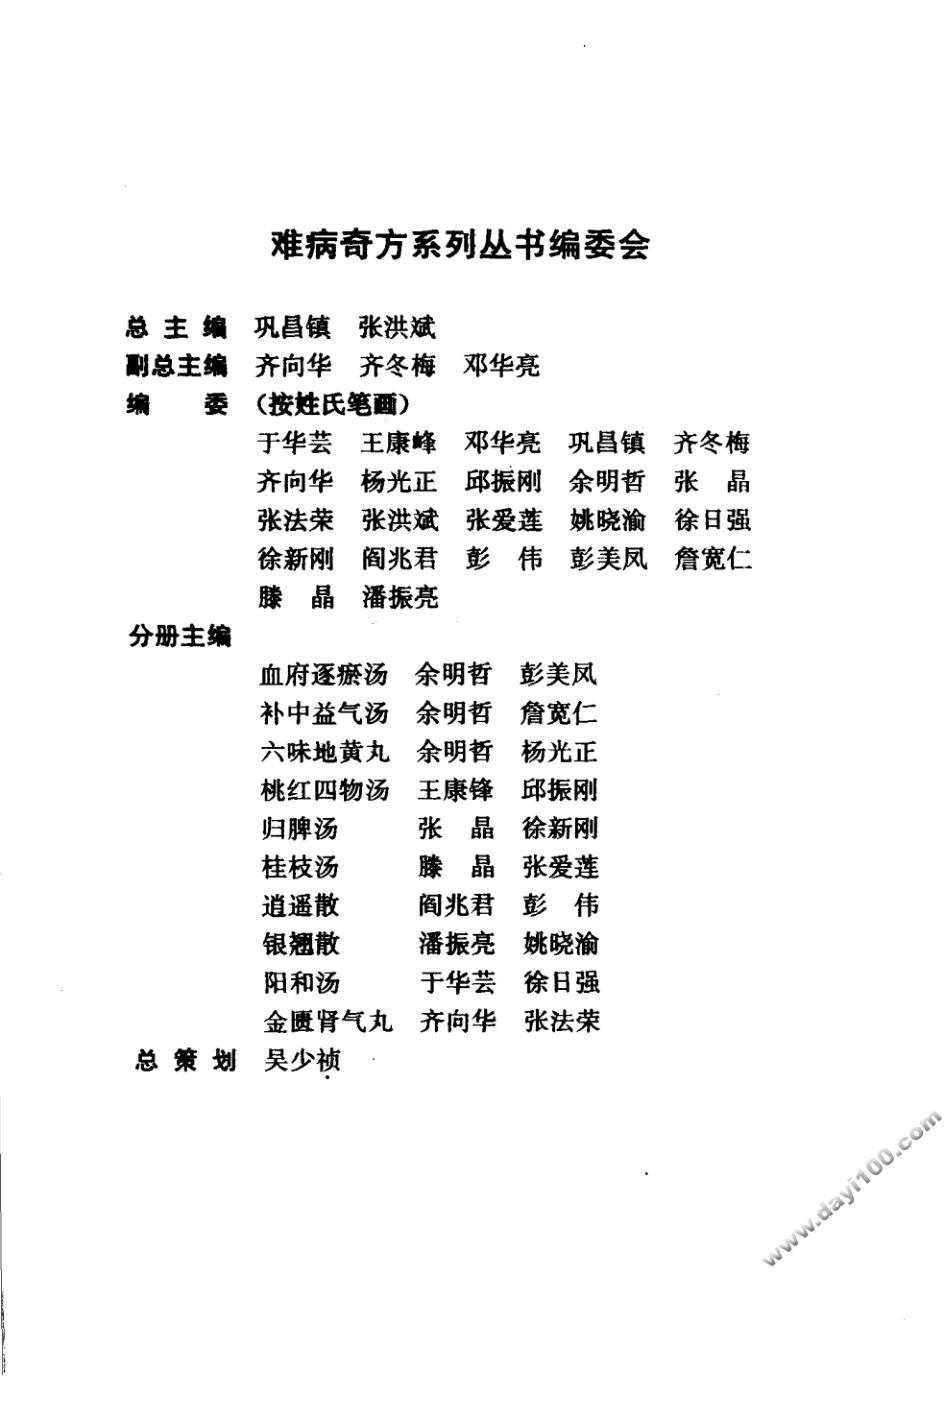 难病奇方系列丛书编委会
总 主 编 巩昌镇 张洪斌
副总主编 齐向华 齐冬梅 邓华亮
编 委 （按姓氏笔画）
于华芸 王康峰 邓华亮 巩昌镇 齐冬梅
齐向华 杨光正 邱振刚 余明哲 张 晶
张法荣 张洪斌 张爱莲 姚晓渝 徐日强
徐新刚 阎兆君 彭 伟 彭美凤 詹宽仁
滕 晶 潘振亮
分册主编
血府逐瘀汤 余明哲 彭美凤
补中益气汤 余明哲 詹宽仁
六味地黄丸 余明哲 杨光正
桃红四物汤 王康锋 邱振刚
归脾汤 张 晶 徐新刚
桂枝汤 滕 晶 张爱莲
逍遥散 阎兆君 彭 伟
银翘散 潘振亮 姚晓渝
阳和汤 于华芸 徐日强
金匮肾气丸 齐向华 张法荣
总 策 划 吴少祯
www.dayi100.com